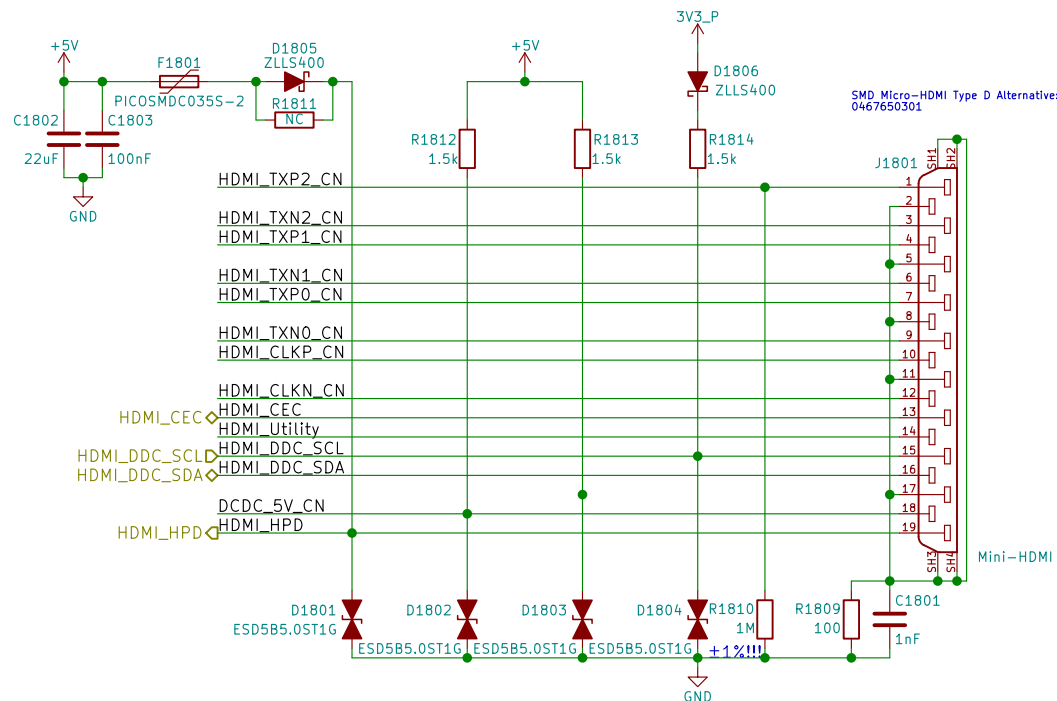 3V3_P
+5V
+5V
D1805
ZLLS400
F1801
PICOSMDC035S-2
R1811
NC
D1806
ZLLS400
SMD Micro-HDMI Type D Alternative:
0467650301
C1802
22uF
C1803
100nF
GND
R1812
1.5k
R1813
1.5k
R1814
1.5k
J1801
SH1
SH2
HDMI_TXP2_CN
1
2
HDMI_TXN2_CN
3
HDMI_TXP1_CN
4
5
HDMI_TXN1_CN
6
HDMI_TXP0_CN
7
8
HDMI_TXN0_CN
9
HDMI_CLKP_CN
10
11
HDMI_CLKN_CN
12
HDMI_CEC
HDMI_CEC
13
HDMI_Utility
14
HDMI_DDC_SCL
HDMI_DDC_SCL
15
HDMI_DDC_SDA
HDMI_DDC_SDA
16
17
DCDC_5V_CN
18
HDMI_HPD
HDMI_HPD
19
SH3
SH4
Mini-HDMI
D1801
ESD5B5.0ST1G
D1802
ESD5B5.0ST1G
D1803
ESD5B5.0ST1G
D1804
ESD5B5.0ST1G
R1810
1M
±1%!!!
R1809
100
C1801
1nF
GND